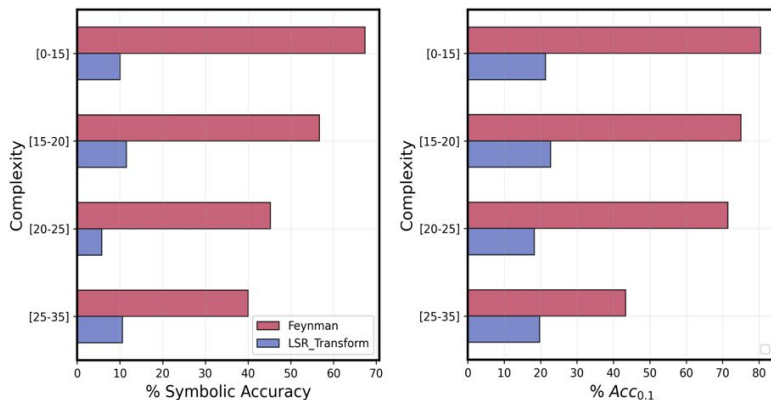 Complexity
[0-15]
[15-20]
[20-25]
[25-35]
Feynman
LSR_Transform
0 10 20 30 40 50 60 70
% Symbolic Accuracy
Complexity
[0-15]
[15-20]
[20-25]
[25-35]
0 10 20 30 40 50 60 70 80
% Acc0.1